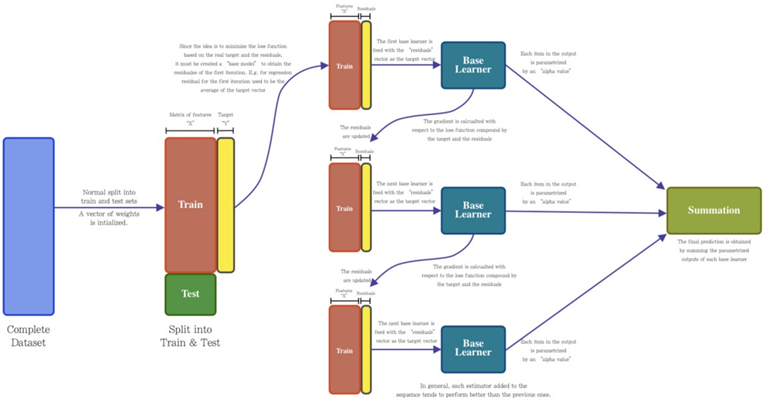 Complete
Dataset
Normal split into
train and test sets
A vector of weights
is intialized.
Matrix of features
"X"
Target
"y"
Train
Test
Split into
Train & Test
Since the idea is to minimize the loss function
based on the real target and the residuals,
it must be created a "base model" to obtain the
residuales of the first iteration. E.g. for regression
residual for the first iteration used to be the
average of the target vector
Features
"X"
Residuals
Train
The first base learner is
feed with the "residuals"
vector as the target vector
Base
Learner
Each item in the output
is parametrized
by an "alpha value"
The residuals
are updated
The gradient is calcualted with
respect to the loss function compound by
the target and the residuals
Features
"X"
Residuals
Train
The next base learner is
feed with the "residuals"
vector as the target vector
Base
Learner
Each item in the output
is parametrized
by an "alpha value"
Summation
The final prediction is obtained
by summing the parametrized
outputs of each base learner
The residuals
are updated
The gradient is calcualted with
respect to the loss function compound by
the target and the residuals
Features
"X"
Residuals
Train
The next base learner is
feed with the "residuals"
vector as the target vector
Base
Learner
Each item in the output
is parametrized
by an "alpha value"
In general, each estimator added to the
sequence tends to perform better than the previous ones.